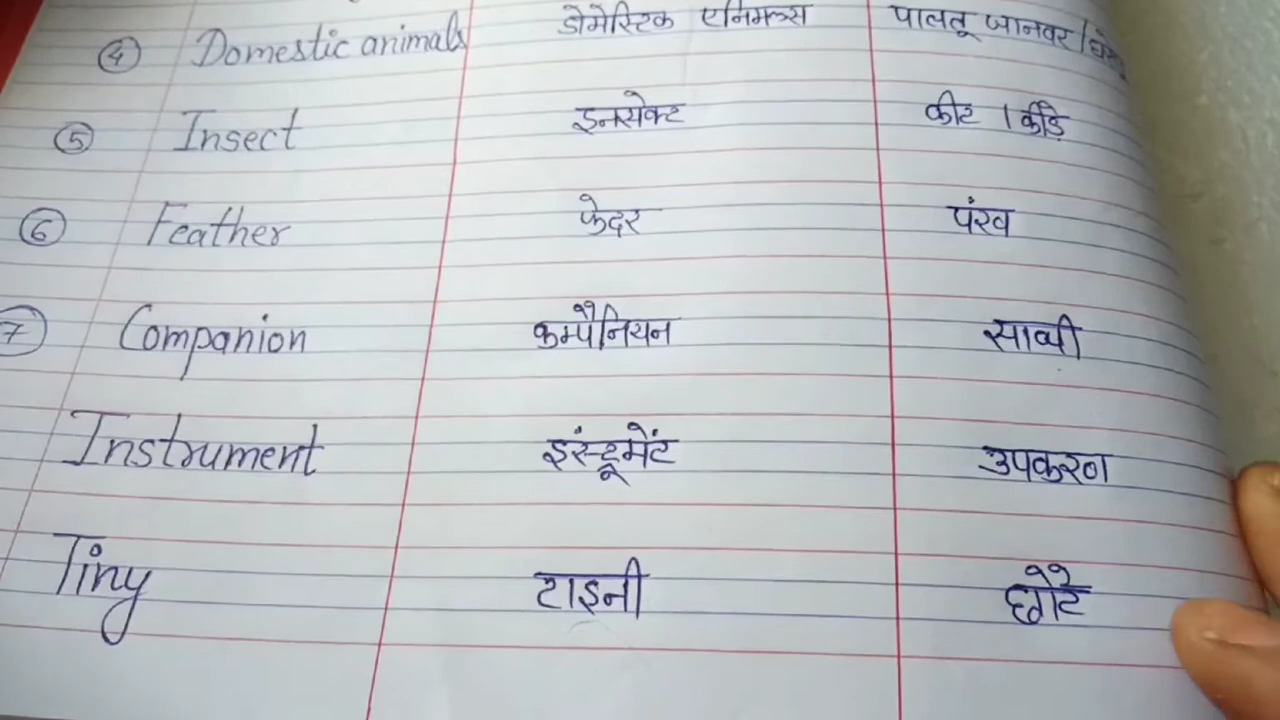 ④ Domestic animals डोमेस्टिक एनिमल्स पालतू जानवर /
⑤ Insect इनसेक्ट कीट / कीड़े
⑥ Feather फेदर पंख
⑦ Companion कम्पैनियन साथी
Instrument इंस्ट्रूमेंट उपकरण
Tiny टाइनी छोटे